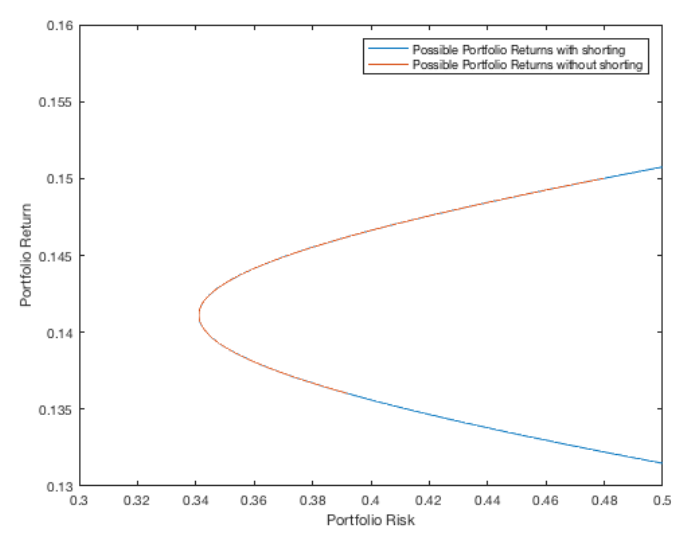 0.16
Possible Portfolio Returns with shorting
Possible Portfolio Returns without shorting
0.155
0.15
0.145
0.14
0.135
0.13
Portfolio Return
0.3 0.32 0.34 0.36 0.38 0.4 0.42 0.44 0.46 0.48 0.5
Portfolio Risk